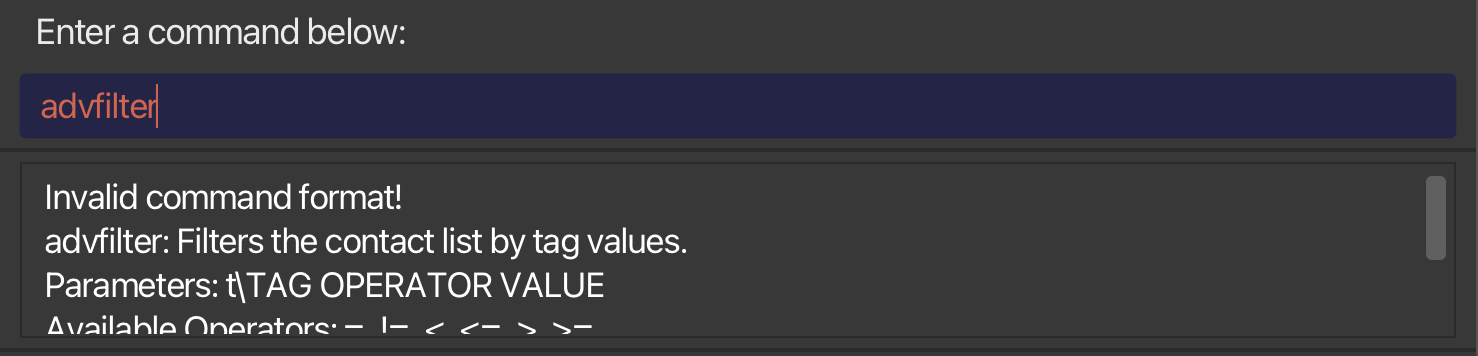 Enter a command below:
advfilter
Invalid command format!
advfilter: Filters the contact list by tag values.
Parameters: t\TAG OPERATOR VALUE
Available Operators: = != < <= > >=